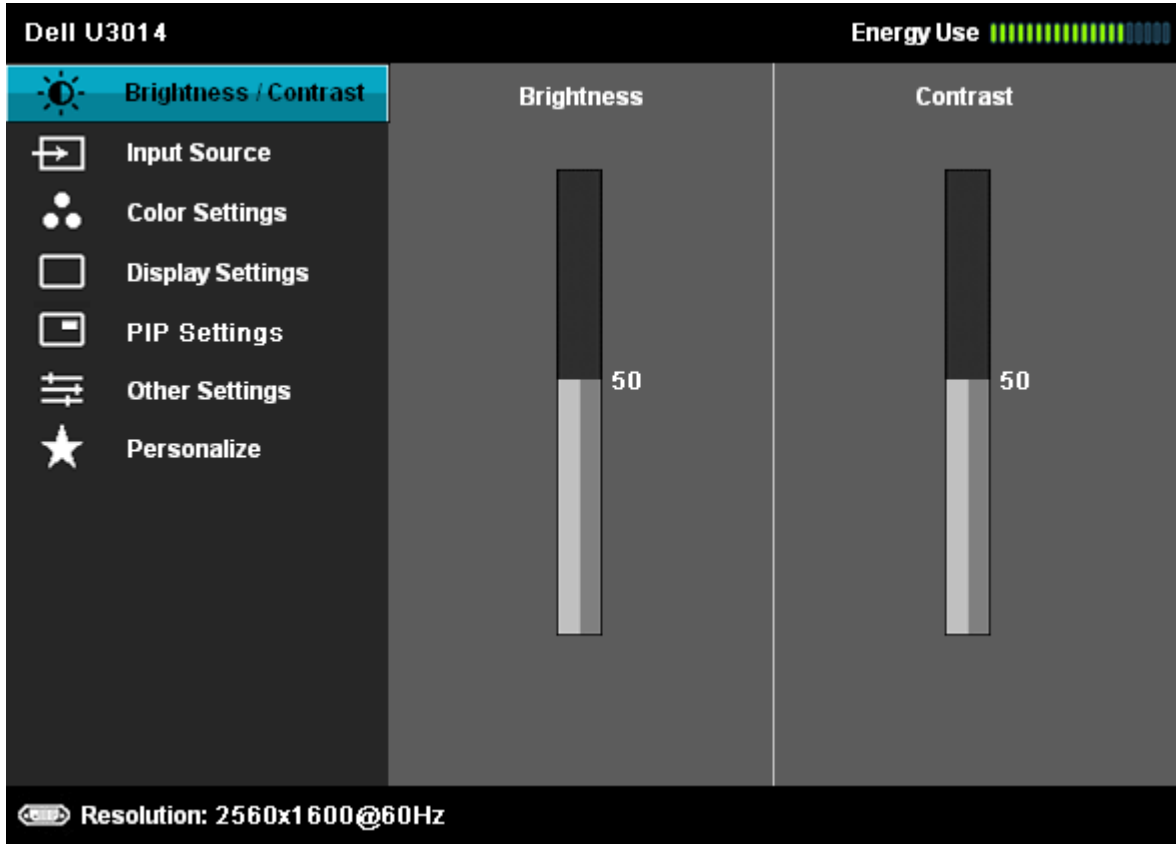 Dell U3014
Energy Use
Brightness / Contrast
Input Source
Color Settings
Display Settings
PIP Settings
Other Settings
Personalize
Brightness
50
Contrast
50
Resolution: 2560x1600@60Hz